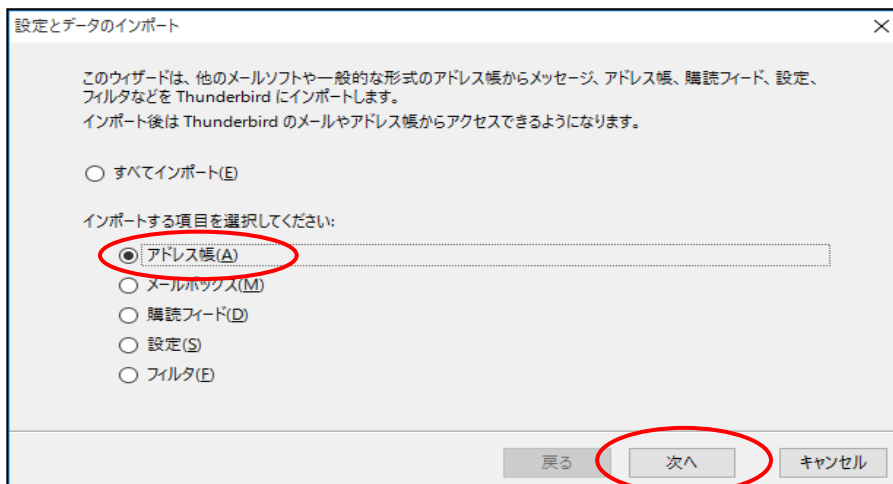 設定とデータのインポート
このウィザードは、他のメールソフトや一般的な形式のアドレス帳からメッセージ、アドレス帳、購読フィード、設定、
フィルタなどを Thunderbird にインポートします。
インポート後は Thunderbird のメールやアドレス帳からアクセスできるようになります。
すべてインポート(E)
インポートする項目を選択してください:
アドレス帳(A)
メールボックス(M)
購読フィード(D)
設定(S)
フィルタ(F)
戻る 次へ キャンセル